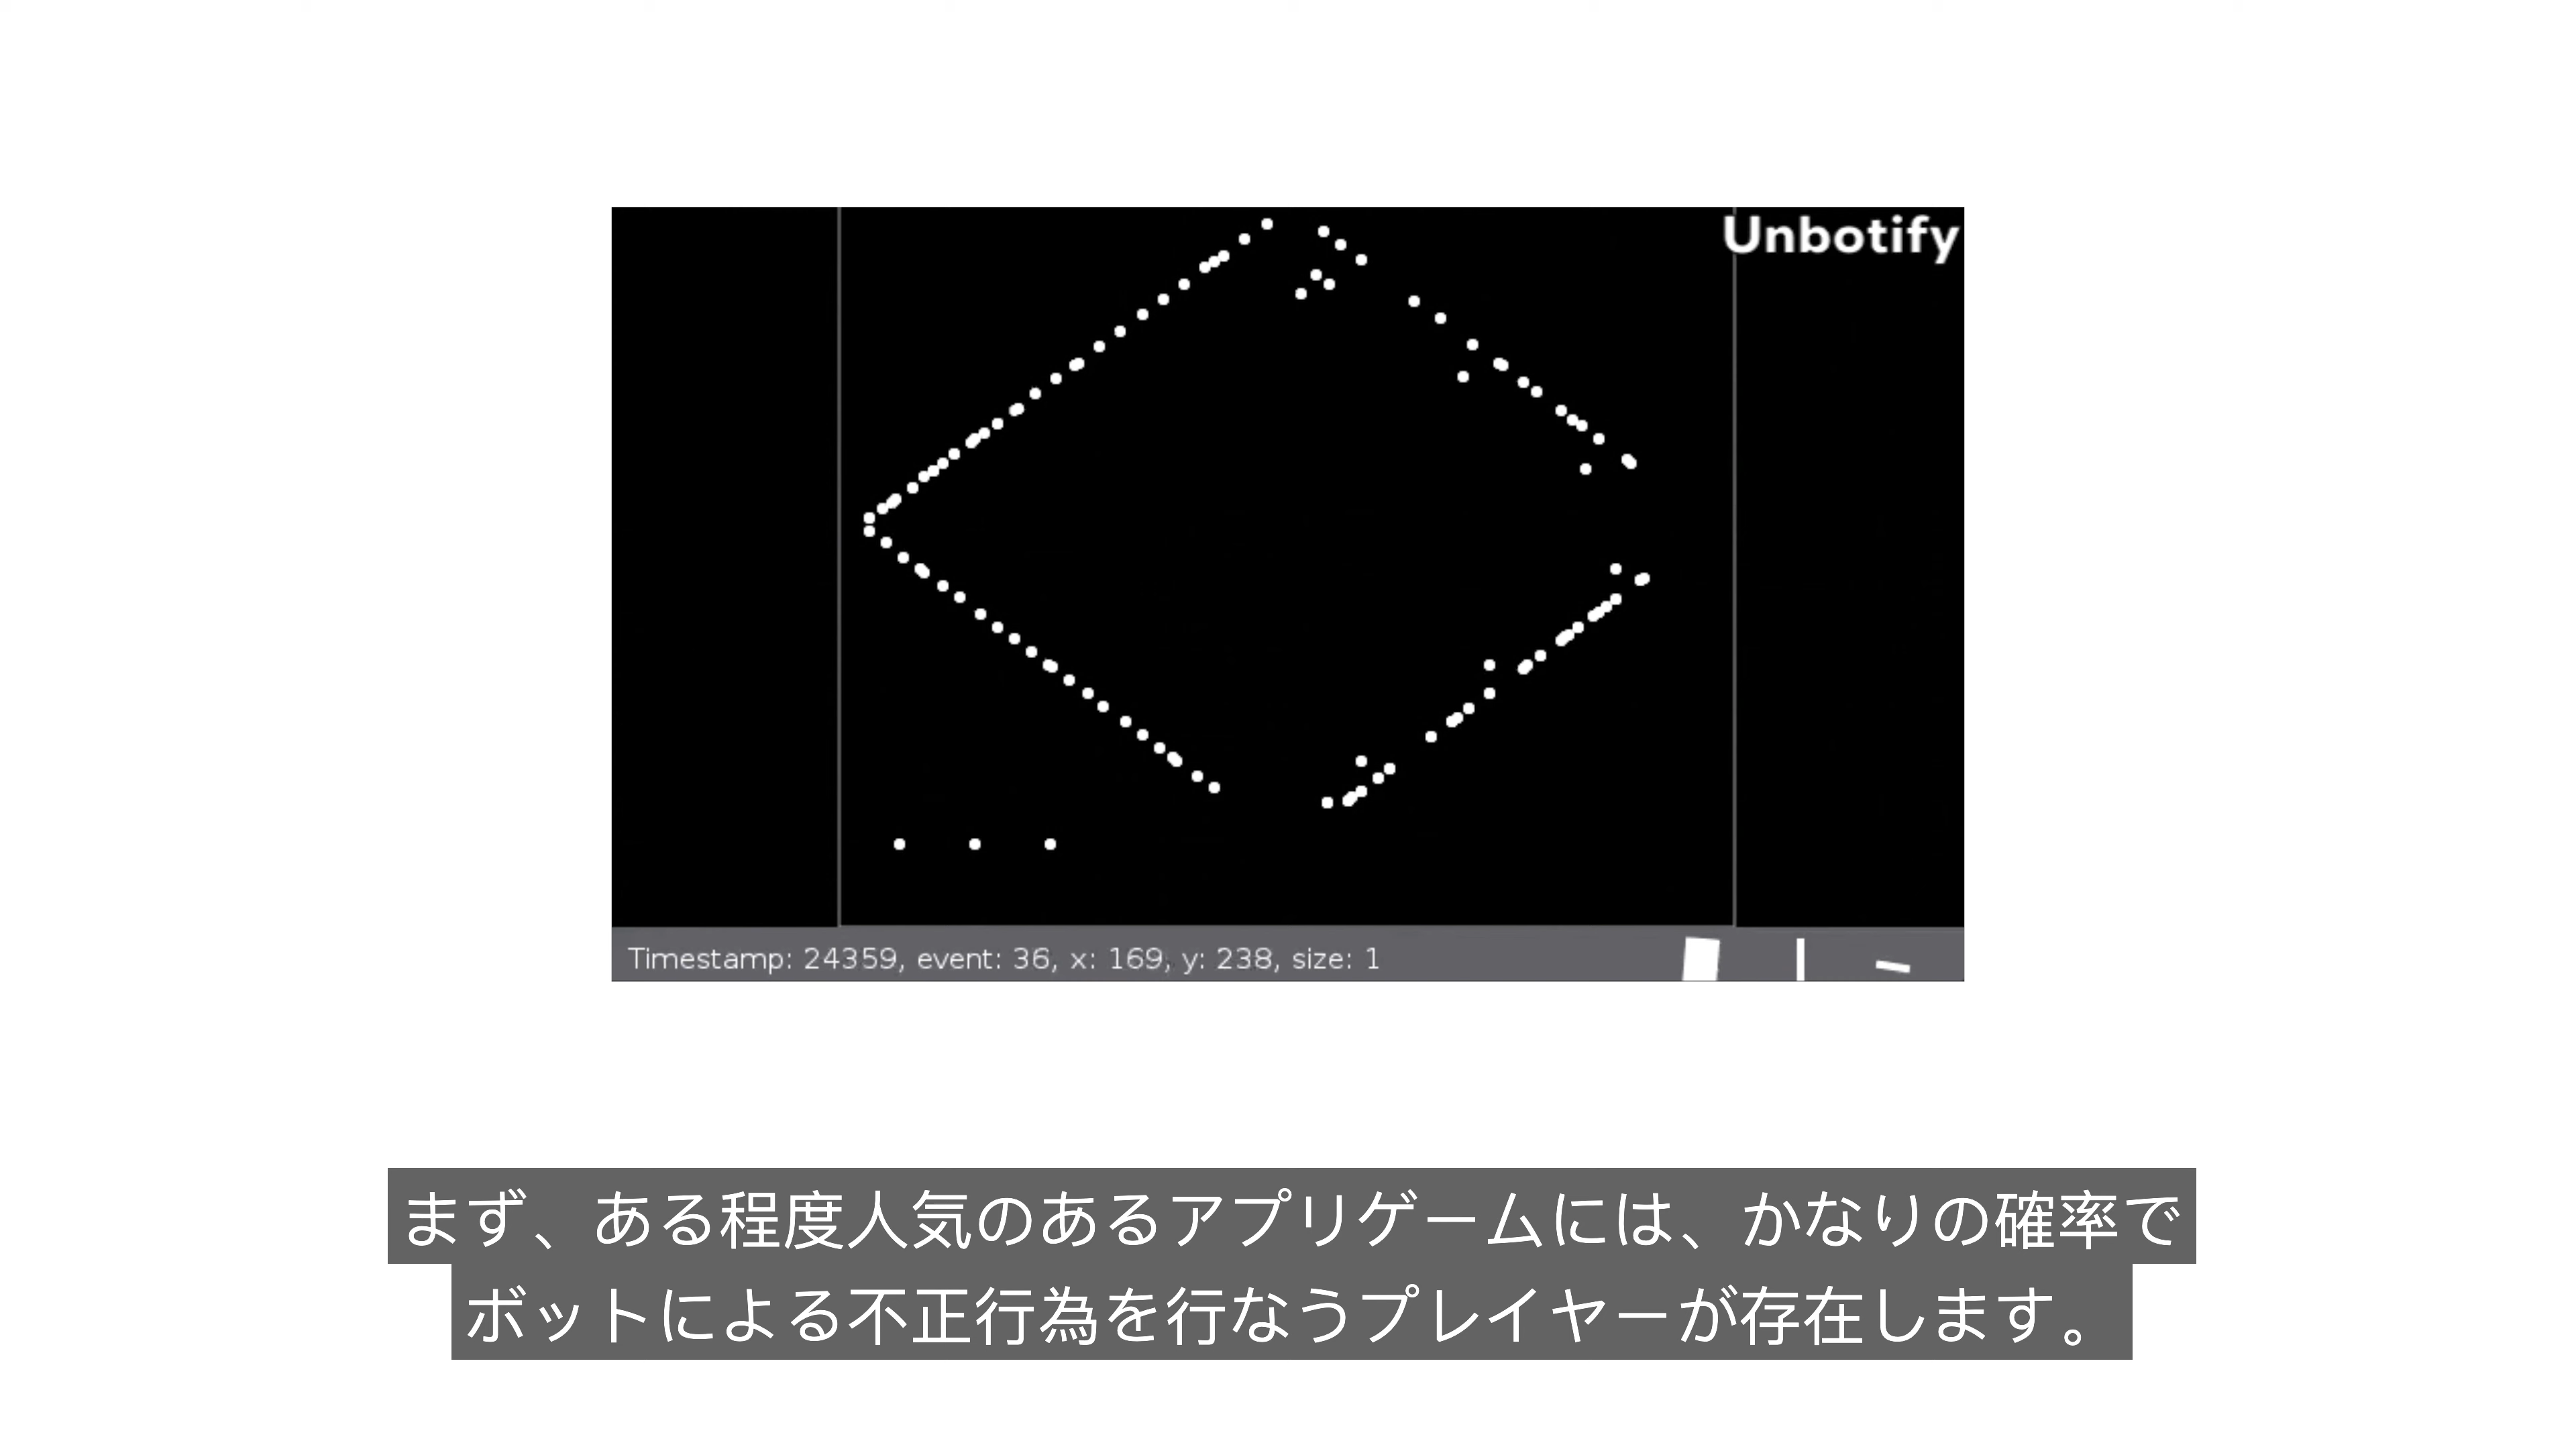 Unbotify
Timestamp: 24359, event: 36, x: 169, y: 238, size: 1
まず、ある程度人気のあるアプリゲームには、かなりの確率で
ボットによる不正行為を行なうプレイヤーが存在します。